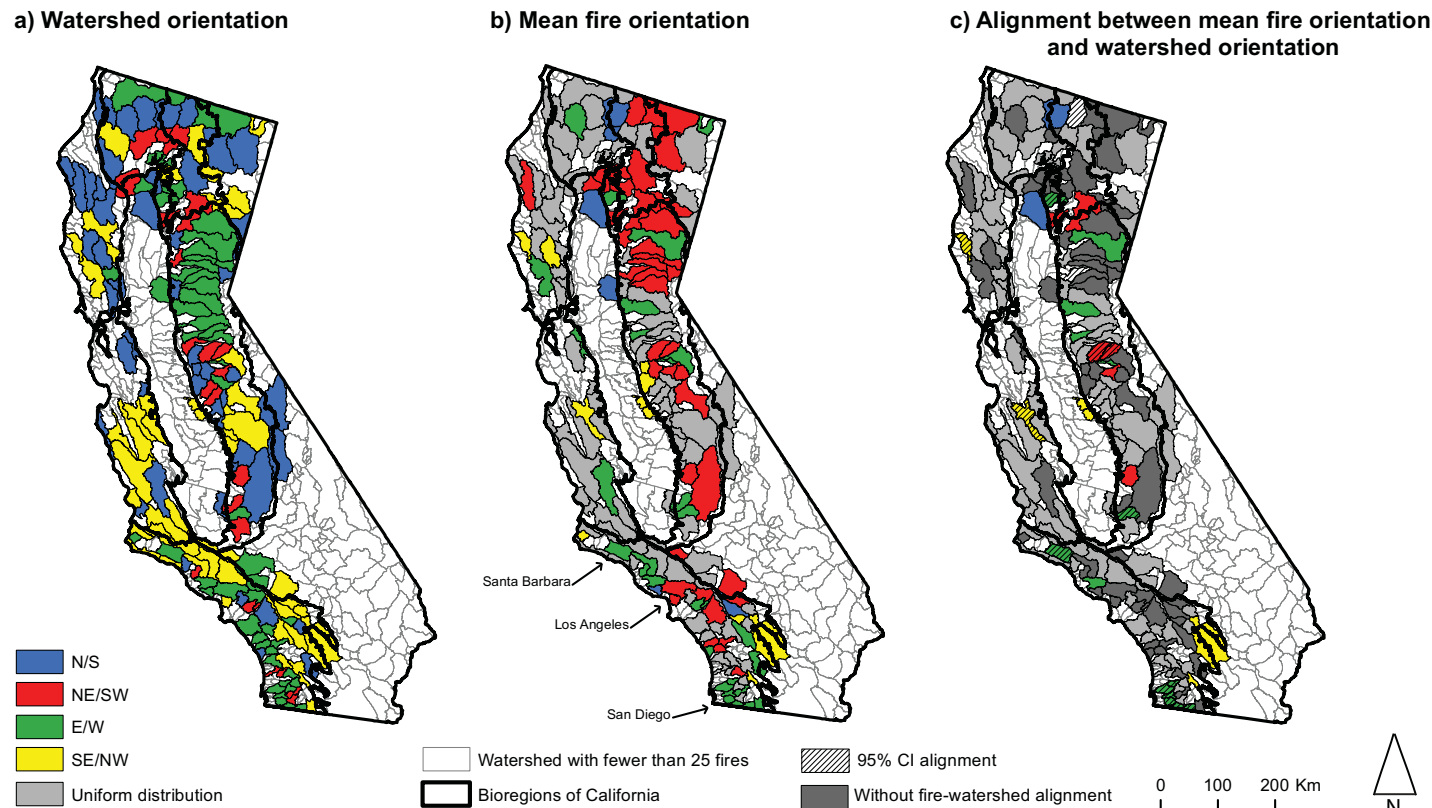 a) Watershed orientation
b) Mean fire orientation
c) Alignment between mean fire orientation
and watershed orientation
Santa Barbara
Los Angeles
San Diego
N/S
NE/SW
E/W
SE/NW
Uniform distribution
Watershed with fewer than 25 fires
Bioregions of California
95% CI alignment
Without fire-watershed alignment
0 100 200 Km
N